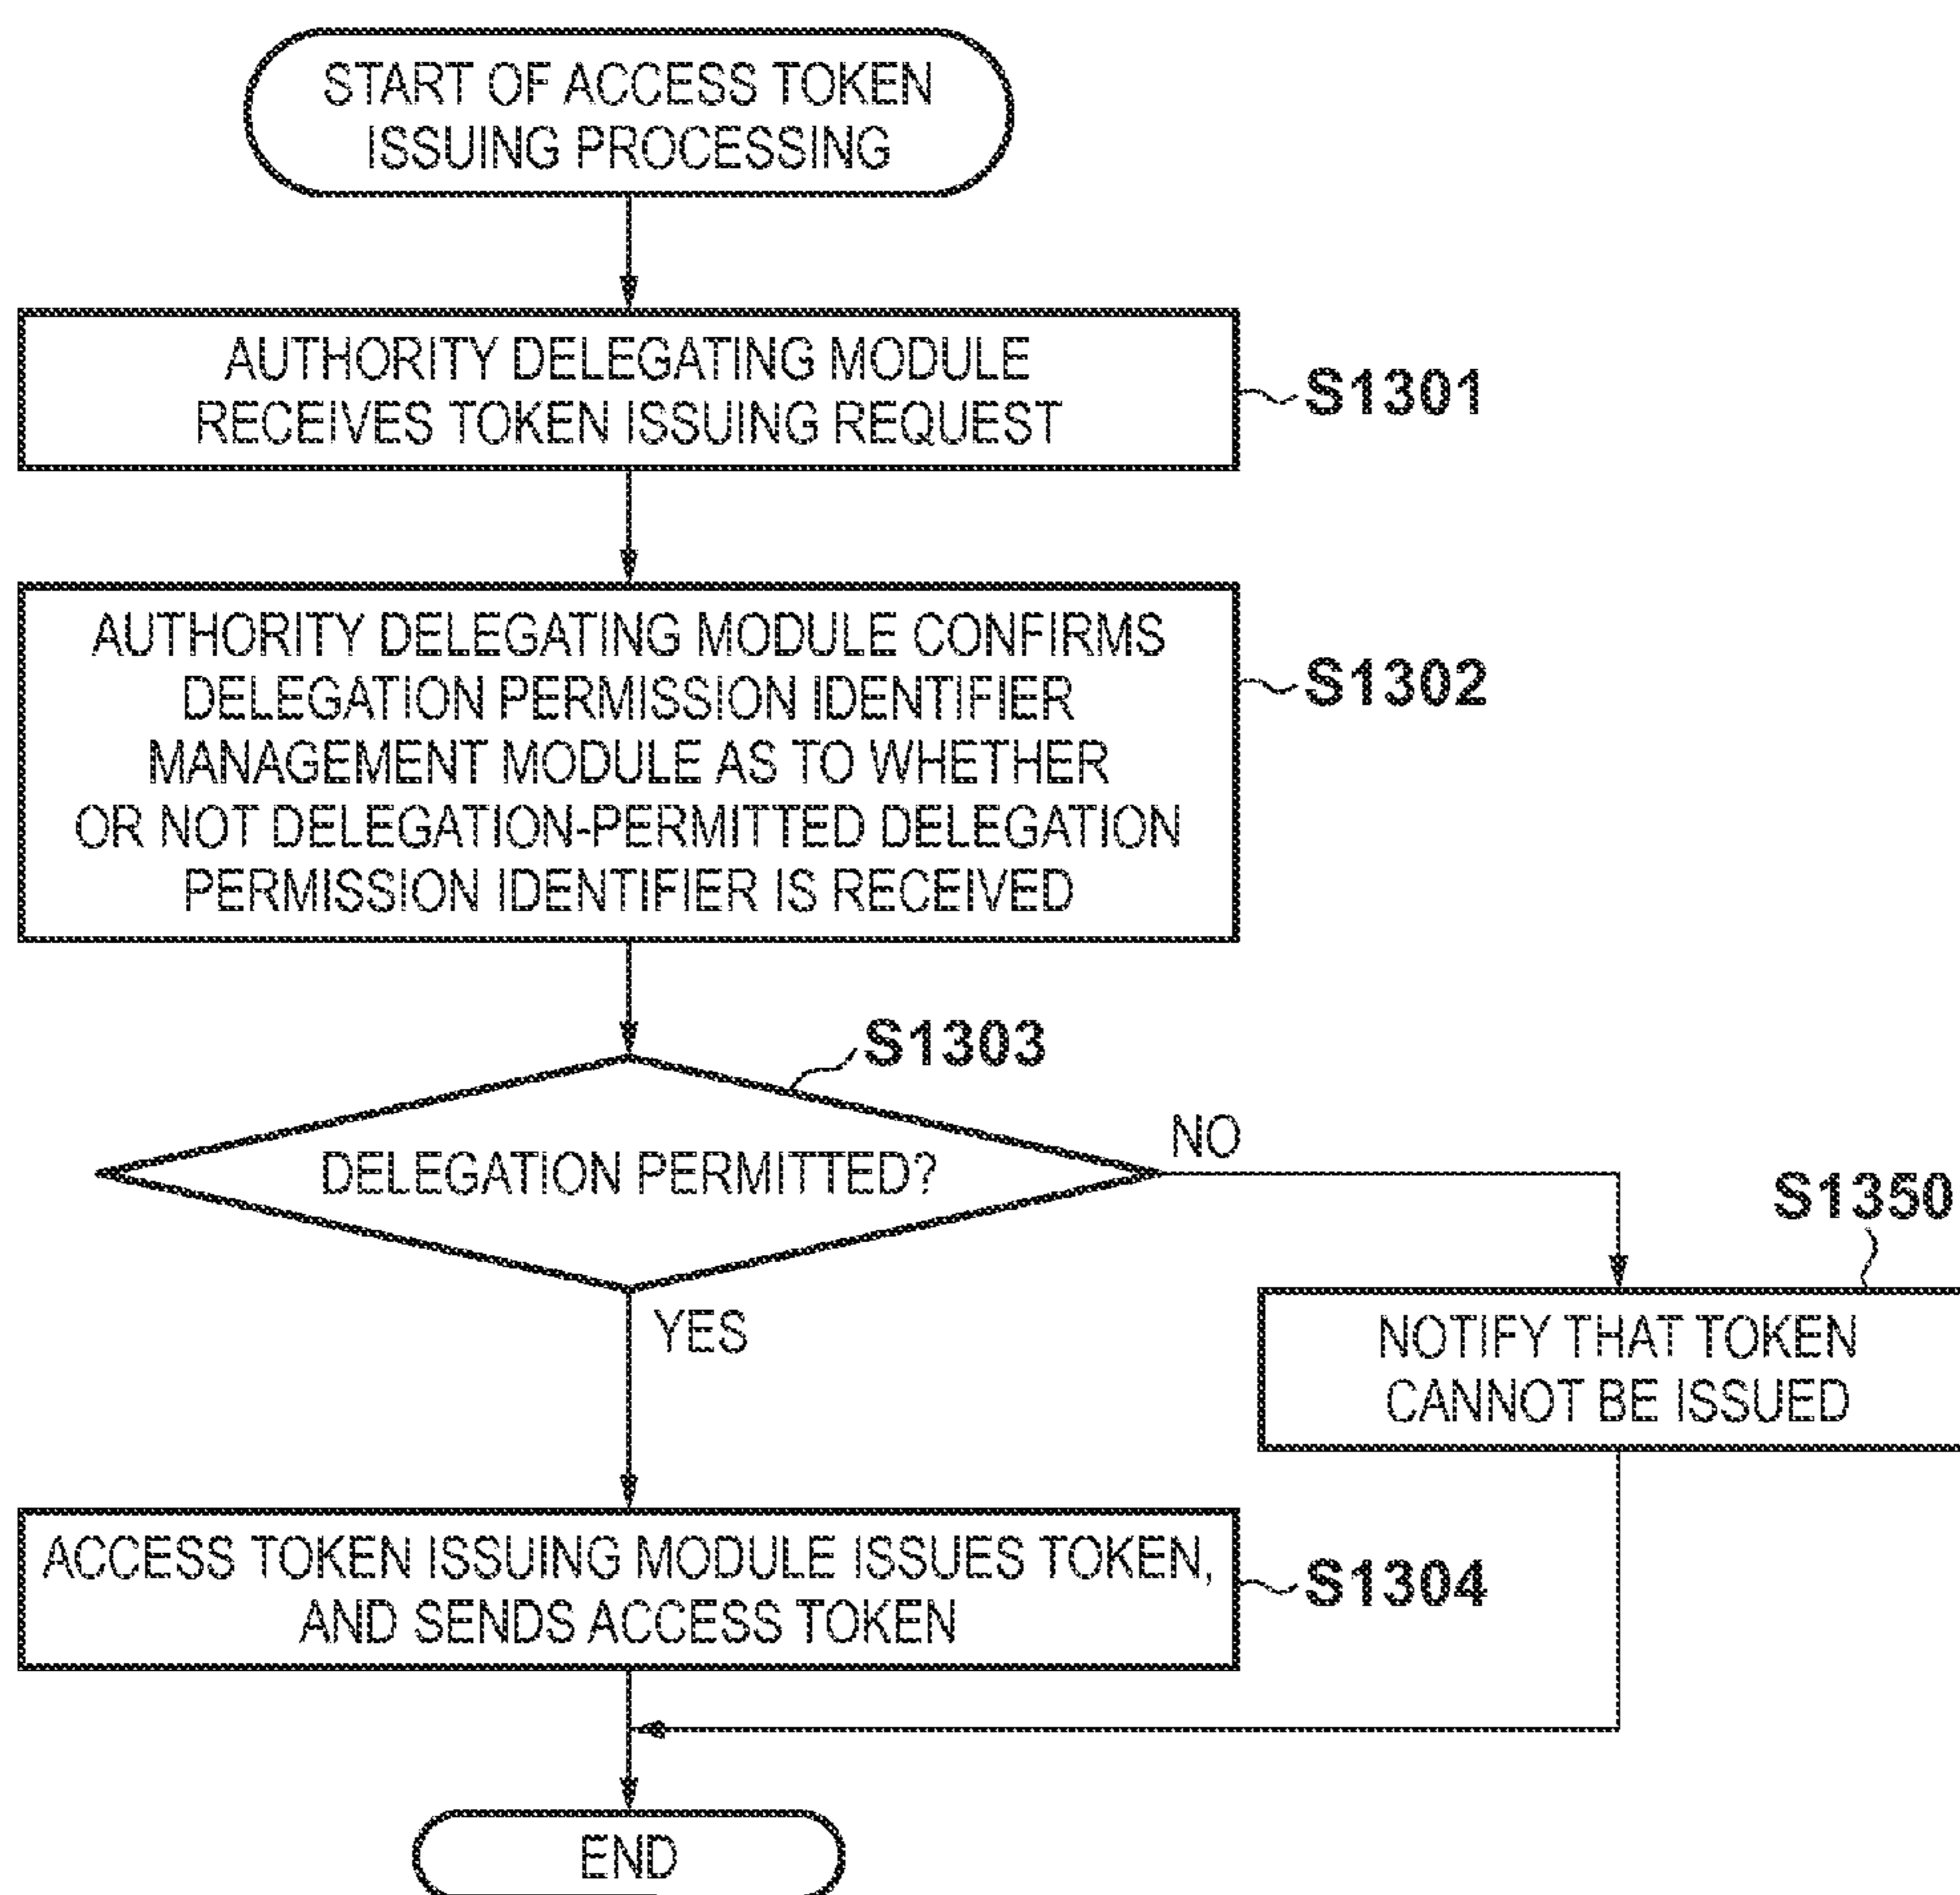 START OF ACCESS TOKEN
ISSUING PROCESSING
AUTHORITY DELEGATING MODULE
RECEIVES TOKEN ISSUING REQUEST
S1301
AUTHORITY DELEGATING MODULE CONFIRMS
DELEGATION PERMISSION IDENTIFIER
MANAGEMENT MODULE AS TO WHETHER
OR NOT DELEGATION-PERMITTED DELEGATION
PERMISSION IDENTIFIER IS RECEIVED
S1302
S1303
DELEGATION PERMITTED?
NO
S1350
YES
NOTIFY THAT TOKEN
CANNOT BE ISSUED
ACCESS TOKEN ISSUING MODULE ISSUES TOKEN,
AND SENDS ACCESS TOKEN
S1304
END